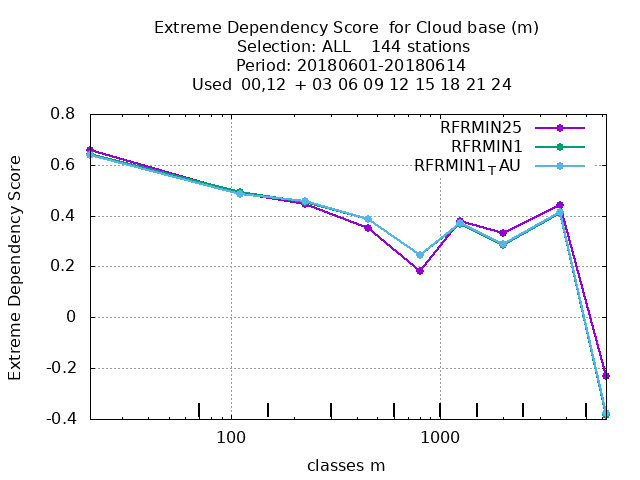 Extreme Dependency Score  for Cloud base (m)
Selection: ALL    144 stations
Period: 20180601-20180614
Used  00,12  + 03 06 09 12 15 18 21 24
RFRMIN25
RFRMIN1
RFRMIN1TAU
Extreme Dependency Score
0.8
0.6
0.4
0.2
0
-0.2
-0.4
100
1000
classes m